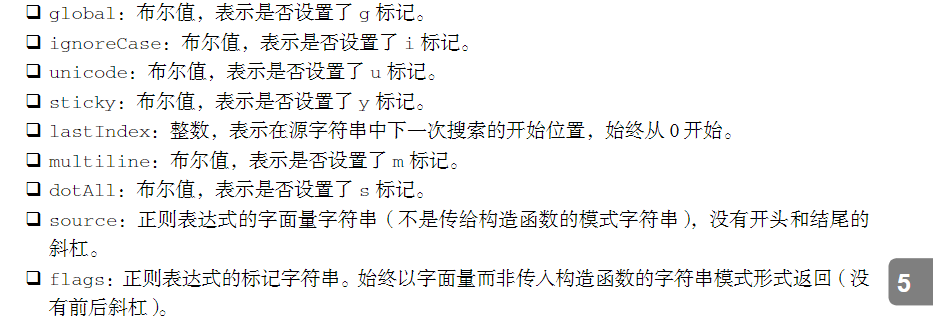 ❑ global：布尔值，表示是否设置了 g 标记。
❑ ignoreCase：布尔值，表示是否设置了 i 标记。
❑ unicode：布尔值，表示是否设置了 u 标记。
❑ sticky：布尔值，表示是否设置了 y 标记。
❑ lastIndex：整数，表示在源字符串中下一次搜索的开始位置，始终从 0 开始。
❑ multiline：布尔值，表示是否设置了 m 标记。
❑ dotAll：布尔值，表示是否设置了 s 标记。
❑ source：正则表达式的字面量字符串（不是传给构造函数的模式字符串），没有开头和结尾的
斜杠。
❑ flags：正则表达式的标记字符串。始终以字面量而非传入构造函数的字符串模式形式返回（没
有前后斜杠）。
5